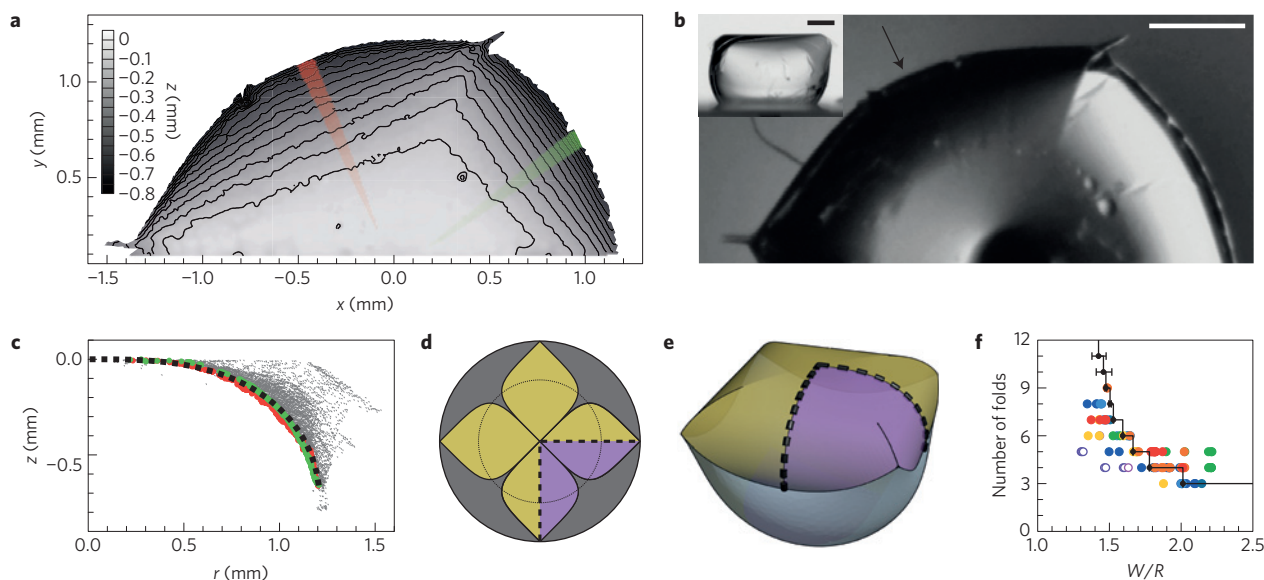 a
0
−0.1
−0.2
−0.3
−0.4
−0.5
−0.6
−0.7
−0.8
z (mm)
1.0
0.5
y (mm)
−1.5
−1.0
−0.5
0.0
0.5
1.0
x (mm)
b
c
0.0
−0.5
z (mm)
0.0
0.5
1.0
1.5
r (mm)
d
e
f
12
9
6
3
0
Number of folds
1.0
1.5
2.0
2.5
W/R